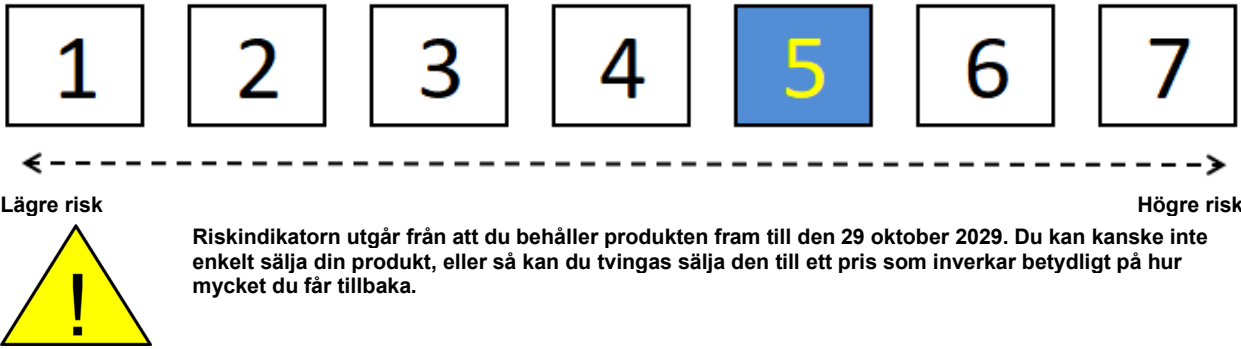 1 2 3 4 5 6 7
Lägre risk Högre risk
Riskindikatorn utgår från att du behåller produkten fram till den 29 oktober 2029. Du kan kanske inte
enkelt sälja din produkt, eller så kan du tvingas sälja den till ett pris som inverkar betydligt på hur
mycket du får tillbaka.
!